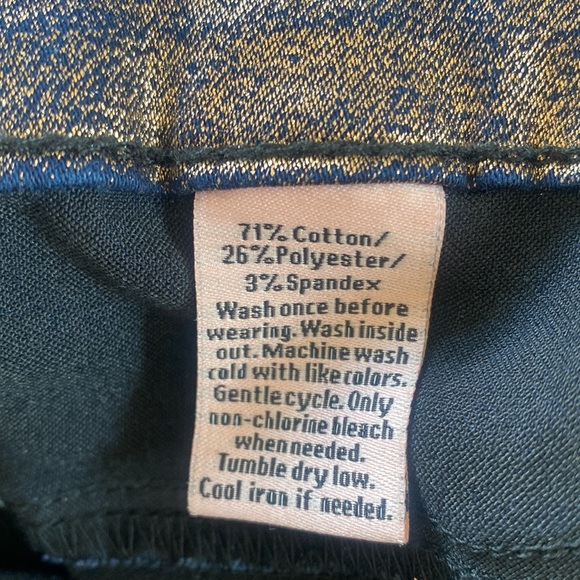 71% Cotton/
26% Polyester/
3% Spandex
Wash once before
wearing. Wash inside
out. Machine wash
cold with like colors.
Gentle cycle. Only
non-chlorine bleach
when needed.
Tumble dry low.
Cool iron if needed.